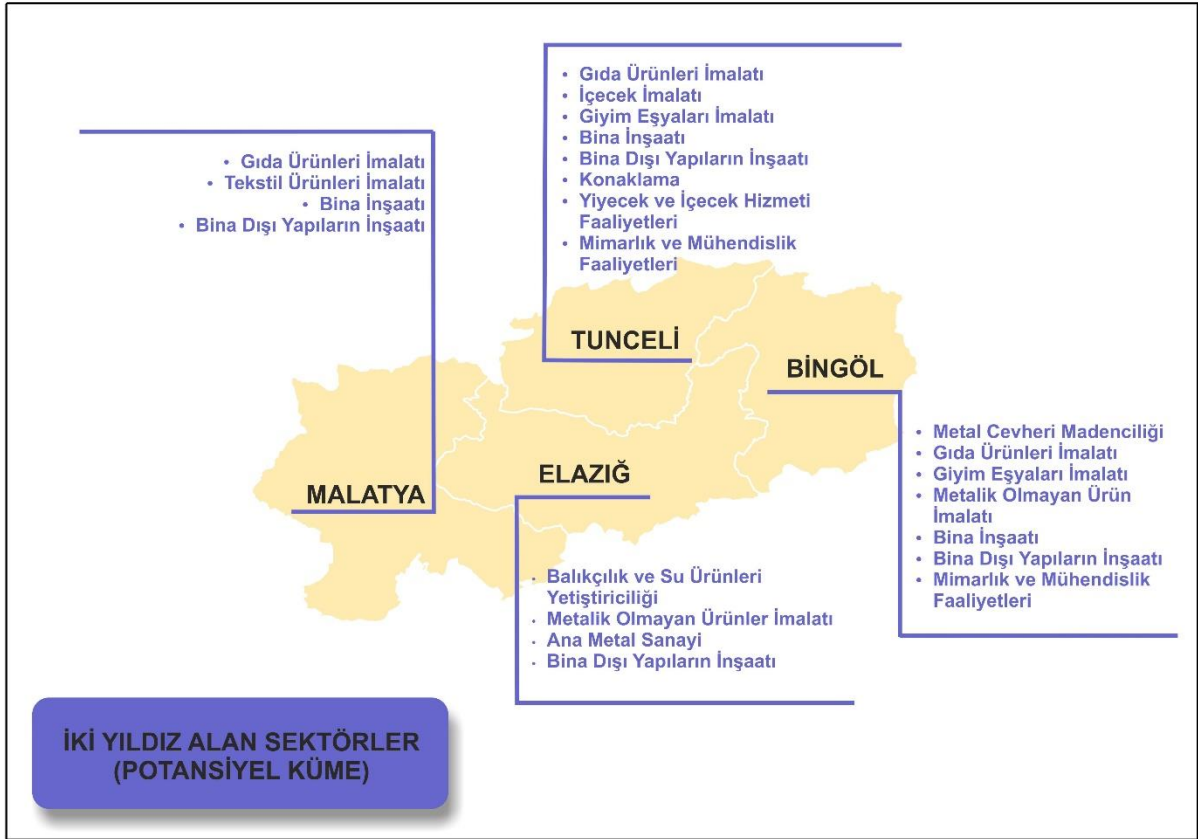 • Gıda Ürünleri İmalatı
• İçecek İmalatı
• Giyim Eşyaları İmalatı
• Bina İnşaatı
• Bina Dışı Yapıların İnşaatı
• Konaklama
• Yiyecek ve İçecek Hizmeti
Faaliyetleri
• Mimarlık ve Mühendislik
Faaliyetleri
• Gıda Ürünleri İmalatı
• Tekstil Ürünleri İmalatı
• Bina İnşaatı
• Bina Dışı Yapıların İnşaatı
TUNCELİ
BİNGÖL
MALATYA
ELAZIĞ
• Metal Cevheri Madenciliği
• Gıda Ürünleri İmalatı
• Giyim Eşyaları İmalatı
• Metalik Olmayan Ürün
İmalatı
• Bina İnşaatı
• Bina Dışı Yapıların İnşaatı
• Mimarlık ve Mühendislik
Faaliyetleri
• Balıkçılık ve Su Ürünleri
Yetiştiriciliği
• Metalik Olmayan Ürünler İmalatı
• Ana Metal Sanayi
• Bina Dışı Yapıların İnşaatı
İKİ YILDIZ ALAN SEKTÖRLER
(POTANSİYEL KÜME)